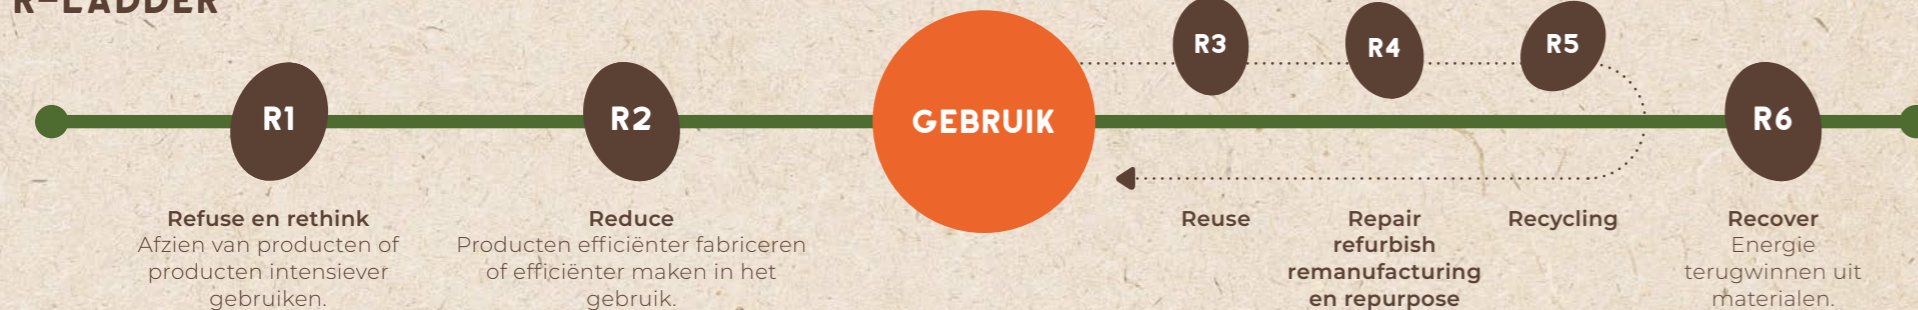 R-LADDER
R3
R4
R5
R1
R2
GEBRUIK
R6
Refuse en rethink
Afzien van producten of
producten intensiever
gebruiken.
Reduce
Producten efficiënter fabriceren
of efficiënter maken in het
gebruik.
Reuse
Repair
refurbish
remanufacturing
en repurpose
Recycling
Recover
Energie
terugwinnen uit
materialen.